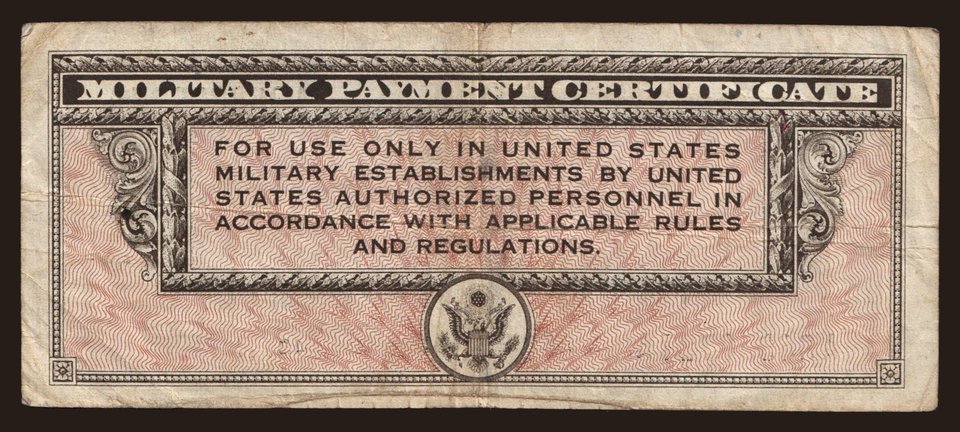 MILITARY PAYMENT CERTIFICATE
FOR USE ONLY IN UNITED STATES
MILITARY ESTABLISHMENTS BY UNITED
STATES AUTHORIZED PERSONNEL IN
ACCORDANCE WITH APPLICABLE RULES
AND REGULATIONS.